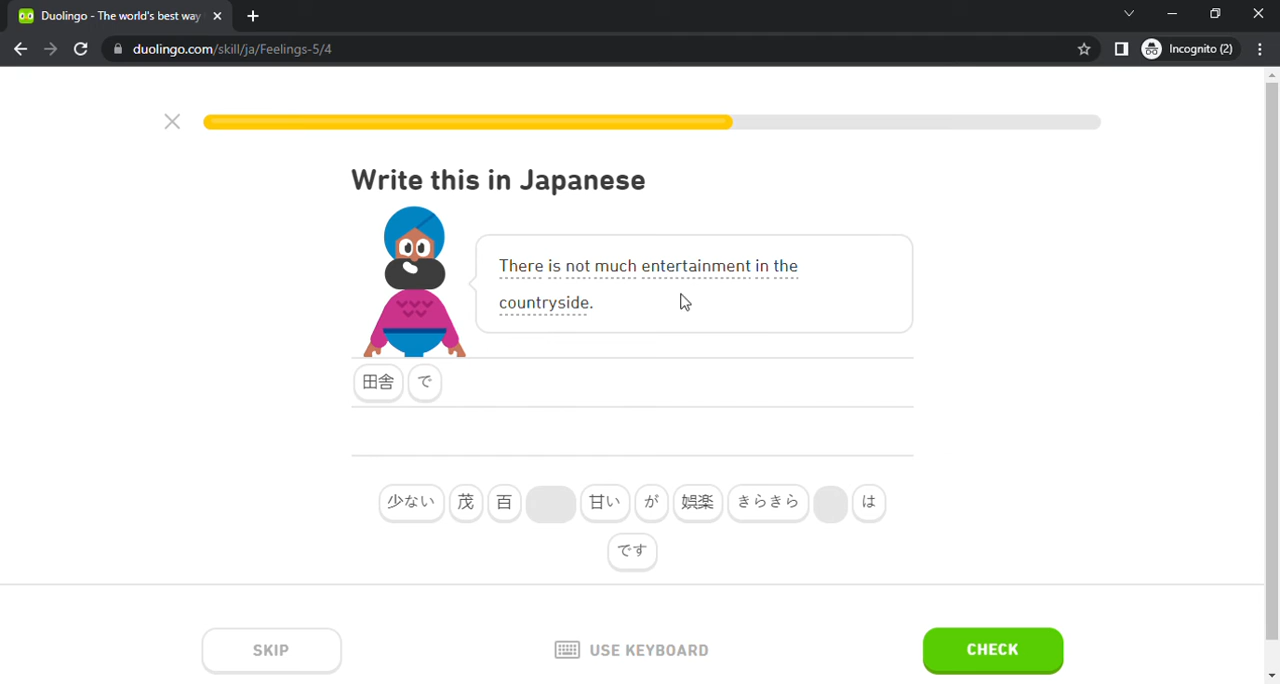 Duolingo - The world's best way
duolingo.com/skill/ja/Feelings-5/4
Incognito (2)
Write this in Japanese
There is not much entertainment in the
countryside.
田舎 で
少ない 茂 百 甘い が 娯楽 きらきら は
です
SKIP
USE KEYBOARD
CHECK